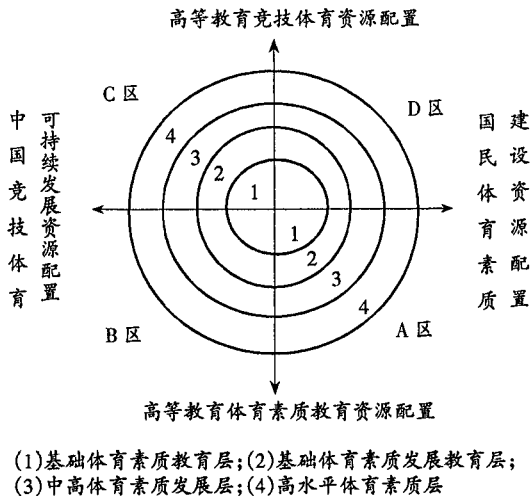 高等教育竞技体育资源配置
C区
D区
中国竞技体育
可持续发展资源配置
国民体育素质
建设资源配置
4
3
2
1
1
2
3
4
B区
A区
高等教育体育素质教育资源配置
(1)基础体育素质教育层;(2)基础体育素质发展教育层;
(3)中高体育素质发展层;(4)高水平体育素质层